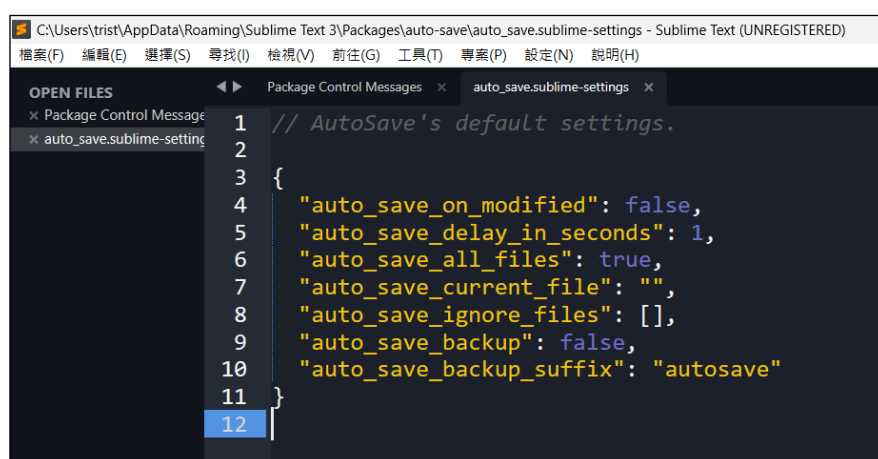 C:\Users\trist\AppData\Roaming\Sublime Text 3\Packages\auto-save\auto_save.sublime-settings - Sublime Text (UNREGISTERED)
檔案(F) 編輯(E) 選擇(S) 尋找(I) 檢視(V) 前往(G) 工具(T) 專案(P) 設定(N) 說明(H)
OPEN FILES
× Package Control Message
× auto_save.sublime-setting
Package Control Messages × auto_save.sublime-settings ×
1 // AutoSave's default settings.
2
3 {
4 "auto_save_on_modified": false,
5 "auto_save_delay_in_seconds": 1,
6 "auto_save_all_files": true,
7 "auto_save_current_file": "",
8 "auto_save_ignore_files": [],
9 "auto_save_backup": false,
10 "auto_save_backup_suffix": "autosave"
11 }
12